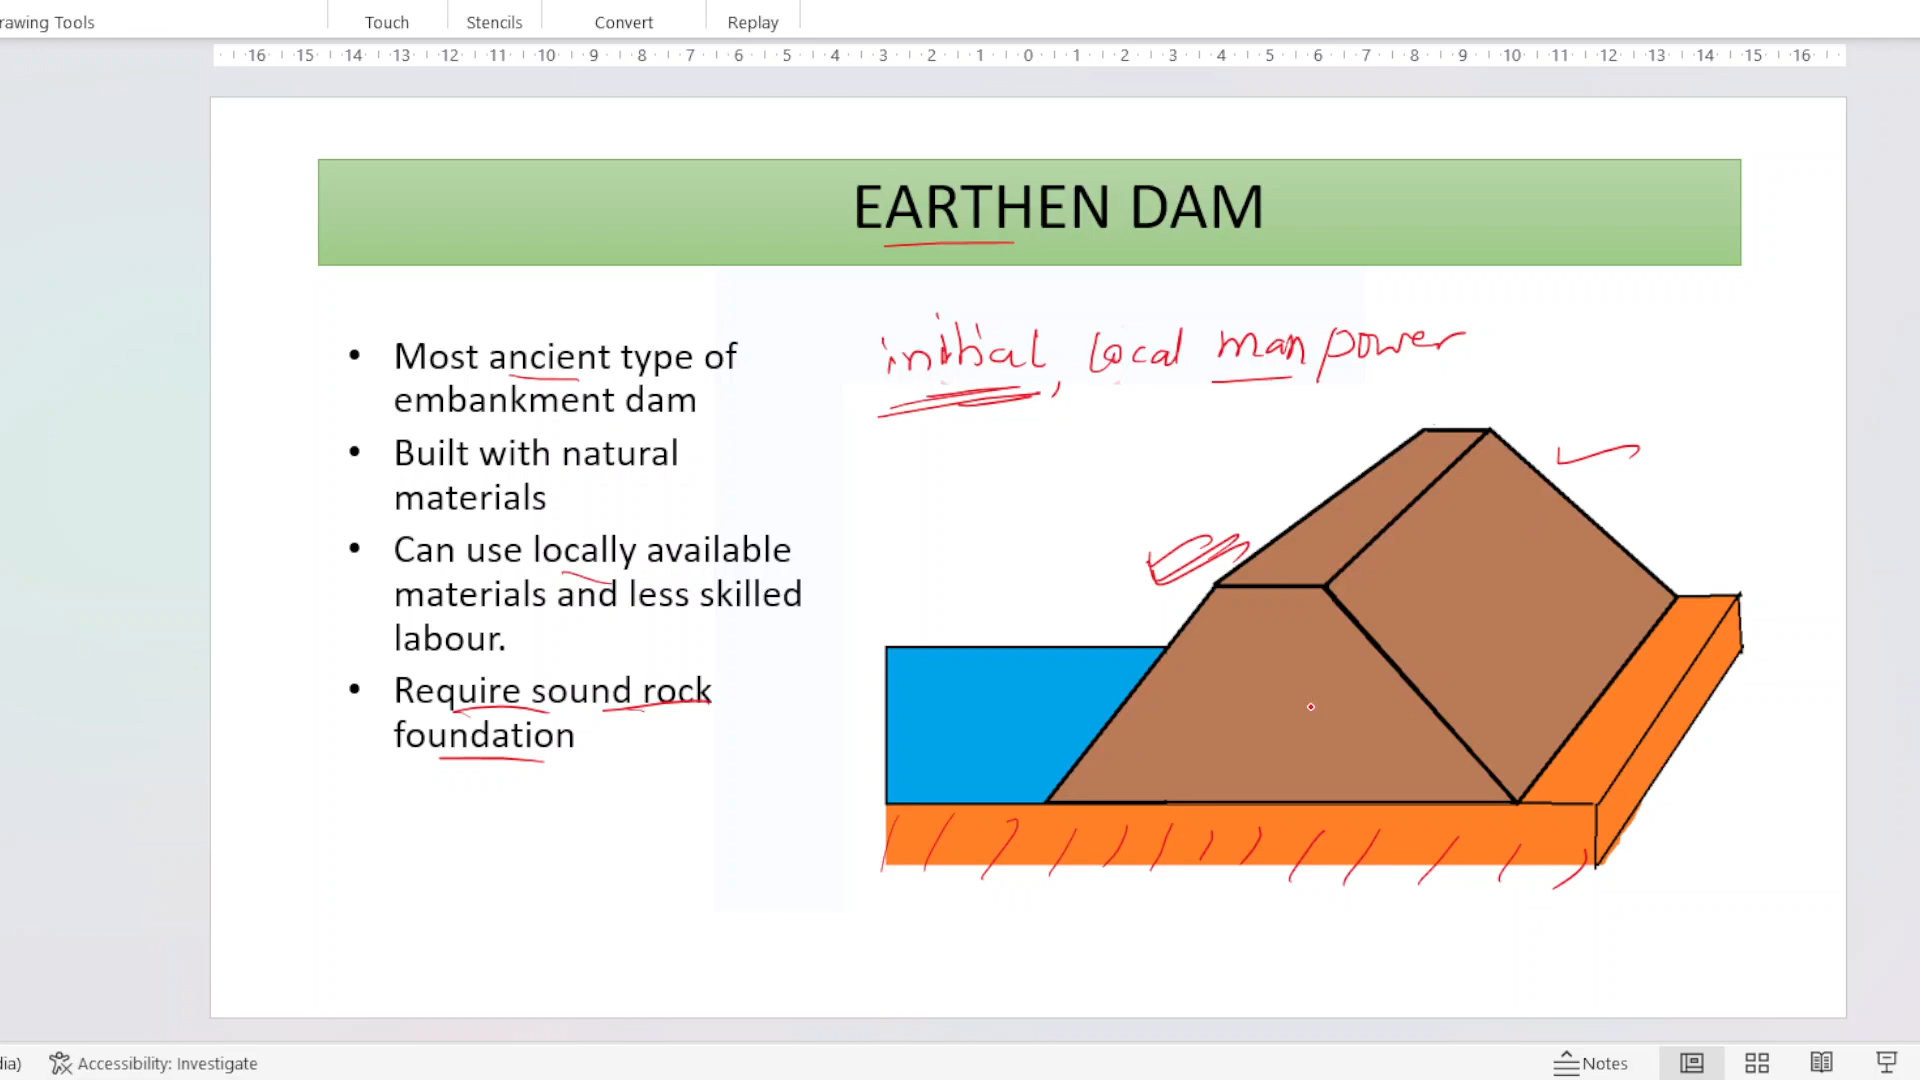 rawing Tools
Touch
Stencils
Convert
Replay
16 15 14 13 12 11 10 9 8 7 6 5 4 3 2 1 0 1 2 3 4 5 6 7 8 9 10 11 12 13 14 15 16
EARTHEN DAM
initial, local man power
• Most ancient type of
embankment dam
• Built with natural
materials
• Can use locally available
materials and less skilled
labour.
• Require sound rock
foundation
dia)
Accessibility: Investigate
Notes